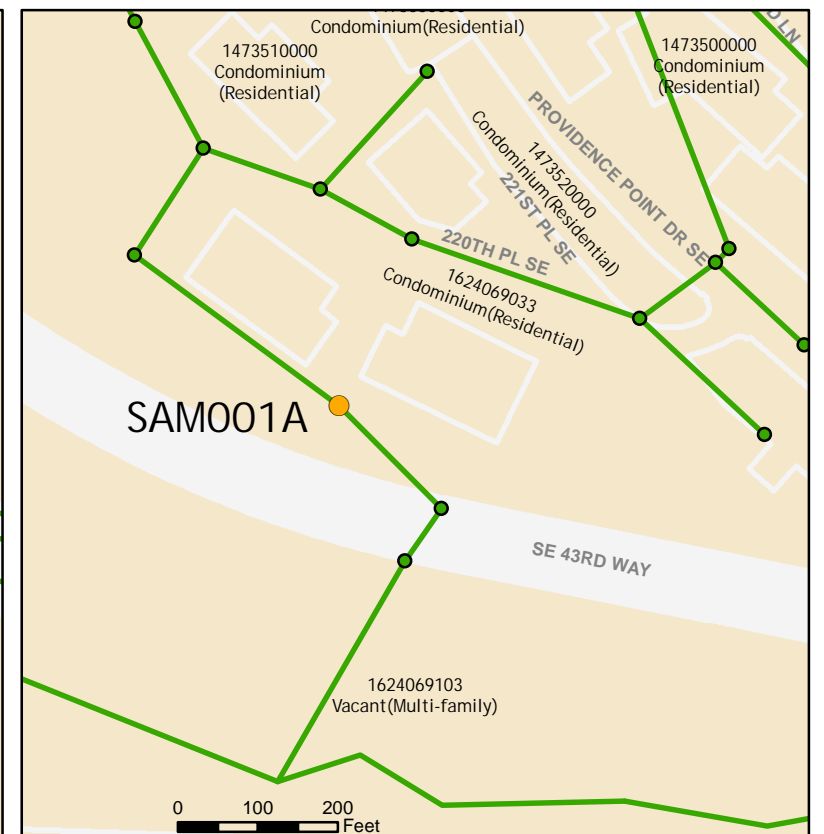 Condominium(Residential)
1473510000
Condominium
(Residential)
1473500000
Condominium
(Residential)
D LN
PROVIDENCE POINT DR SE
1473520000
Condominium(Residential)
221ST PL SE
220TH PL SE
1624069033
Condominium(Residential)
SAM001A
SE 43RD WAY
1624069103
Vacant(Multi-family)
0 100 200
Feet